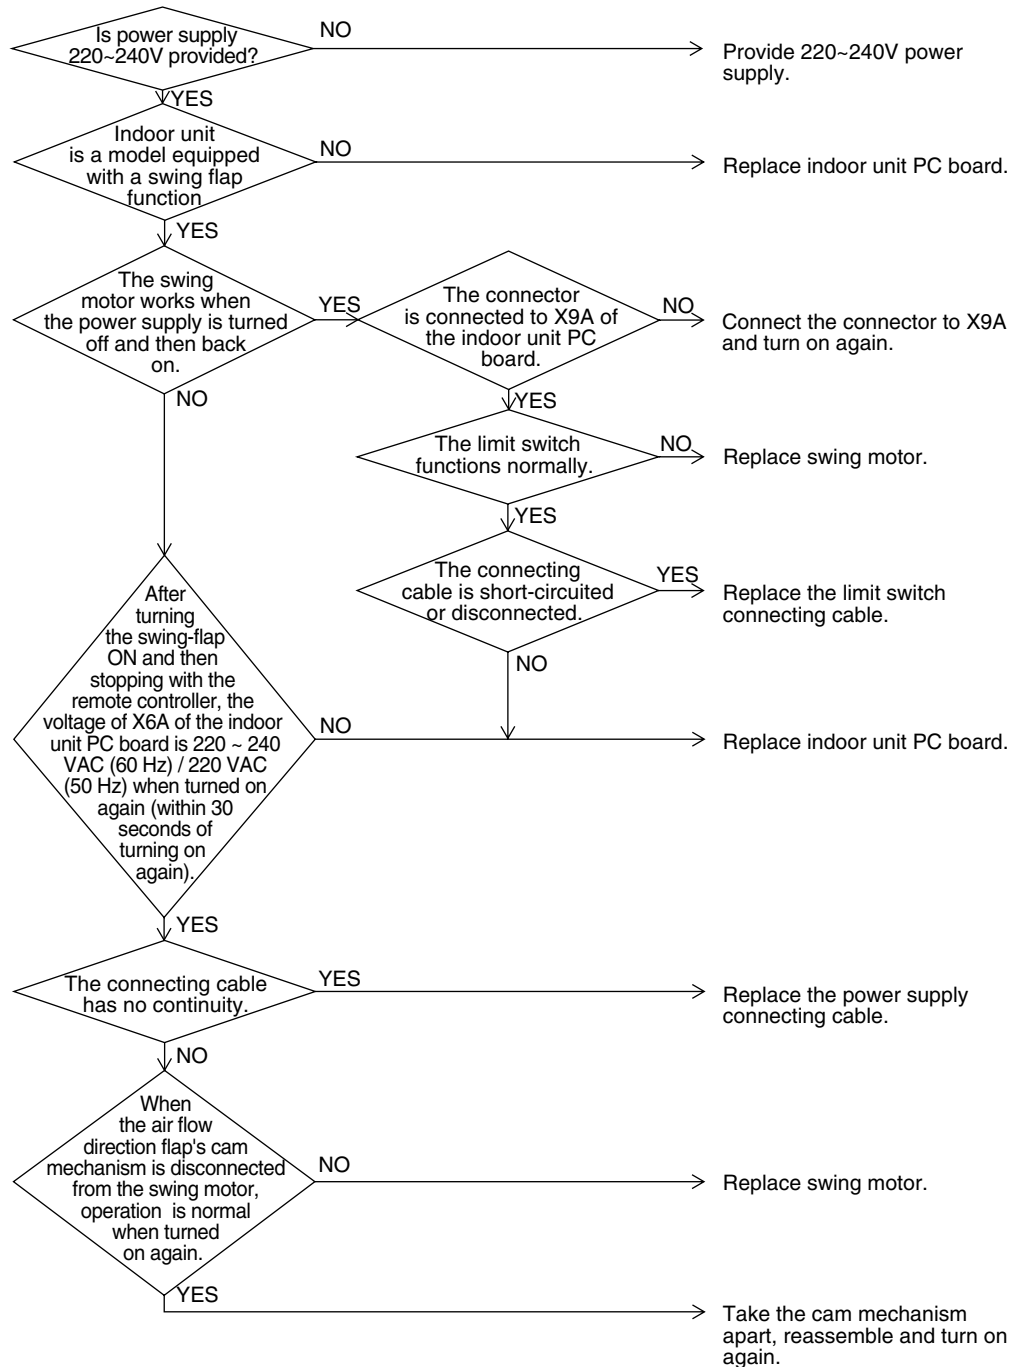 Is power supply
220~240V provided?
NO
Provide 220~240V power
supply.
YES
Indoor unit
is a model equipped
with a swing flap
function
NO
Replace indoor unit PC board.
YES
The swing
motor works when
the power supply is turned
off and then back
on.
YES
The connector
is connected to X9A of
the indoor unit PC
board.
NO
Connect the connector to X9A
and turn on again.
NO
YES
The limit switch
functions normally.
NO
Replace swing motor.
YES
The connecting
cable is short-circuited
or disconnected.
YES
Replace the limit switch
connecting cable.
NO
After
turning
the swing-flap
ON and then
stopping with the
remote controller, the
voltage of X6A of the indoor
unit PC board is 220 ~ 240
VAC (60 Hz) / 220 VAC
(50 Hz) when turned on
again (within 30
seconds of
turning on
again).
NO
Replace indoor unit PC board.
YES
The connecting cable
has no continuity.
YES
Replace the power supply
connecting cable.
NO
When
the air flow
direction flap's cam
mechanism is disconnected
from the swing motor,
operation is normal
when turned
on again.
NO
Replace swing motor.
YES
Take the cam mechanism
apart, reassemble and turn on
again.